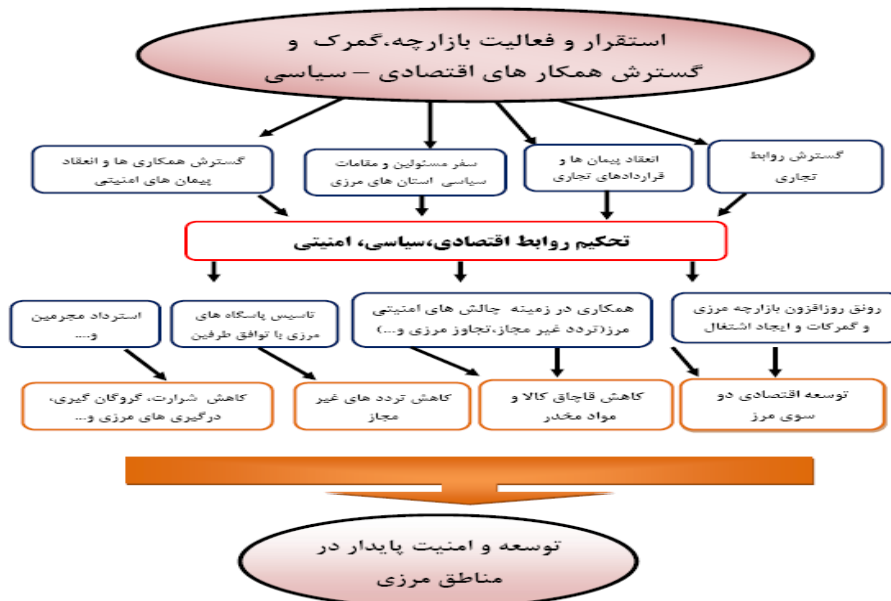 استقرار و فعالیت بازارچه،گمرک و
گسترش همکار های اقتصادی – سیاسی
گسترش روابط
تجاری
انعقاد پیمان ها و
قراردادهای تجاری
سفر مسئولین و مقامات
سیاسی استان های مرزی
گسترش همکاری ها و انعقاد
پیمان های امنیتی
تحکیم روابط اقتصادی،سیاسی، امنیتی
رونق روزافزون بازارچه مرزی
و گمرکات و ایجاد اشتغال
همکاری در زمینه چالش های امنیتی
مرز(تردد غیر مجاز،تجاوز مرزی و...)
تاسیس پاسگاه های
مرزی با توافق طرفین
استرداد مجرمین
و....
توسعه اقتصادی دو
سوی مرز
کاهش قاچاق کالا و
مواد مخدر
کاهش تردد های غیر
مجاز
کاهش شرارت، گروگان گیری،
درگیری های مرزی و...
توسعه و امنیت پایدار در
مناطق مرزی